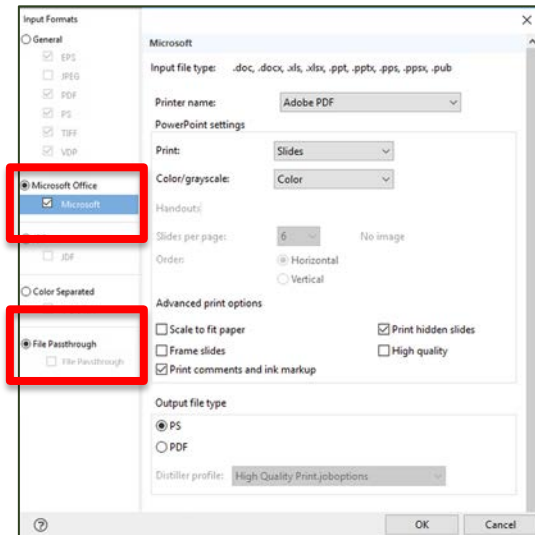 Input Formats
General
EPS
JPEG
PDF
PS
TIFF
VDP
Microsoft Office
Microsoft
JDF
Color Separated
File Passthrough
File Passthrough
Microsoft
Input file type: .doc, .docx, .xls, .xlsx, .ppt, .pptx, .pps, .ppsx, .pub
Printer name: Adobe PDF
PowerPoint settings
Print: Slides
Color/grayscale: Color
Handouts
Slides per page: 6 No image
Order: Horizontal
Vertical
Advanced print options
Scale to fit paper Print hidden slides
Frame slides High quality
Print comments and ink markup
Output file type
PS
PDF
Distiller profile: High Quality Print.joboptions
OK Cancel